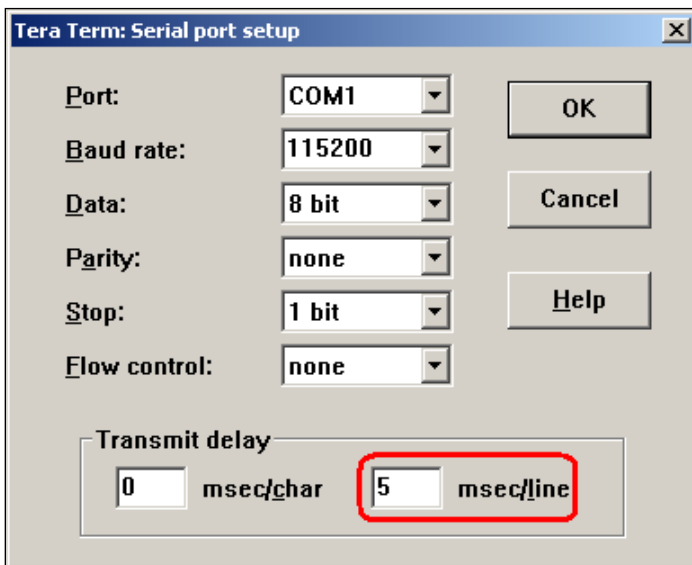 Tera Term: Serial port setup
Port: COM1
OK
Baud rate: 115200
Data: 8 bit
Cancel
Parity: none
Stop: 1 bit
Help
Flow control: none
Transmit delay
0 msec/char 5 msec/line